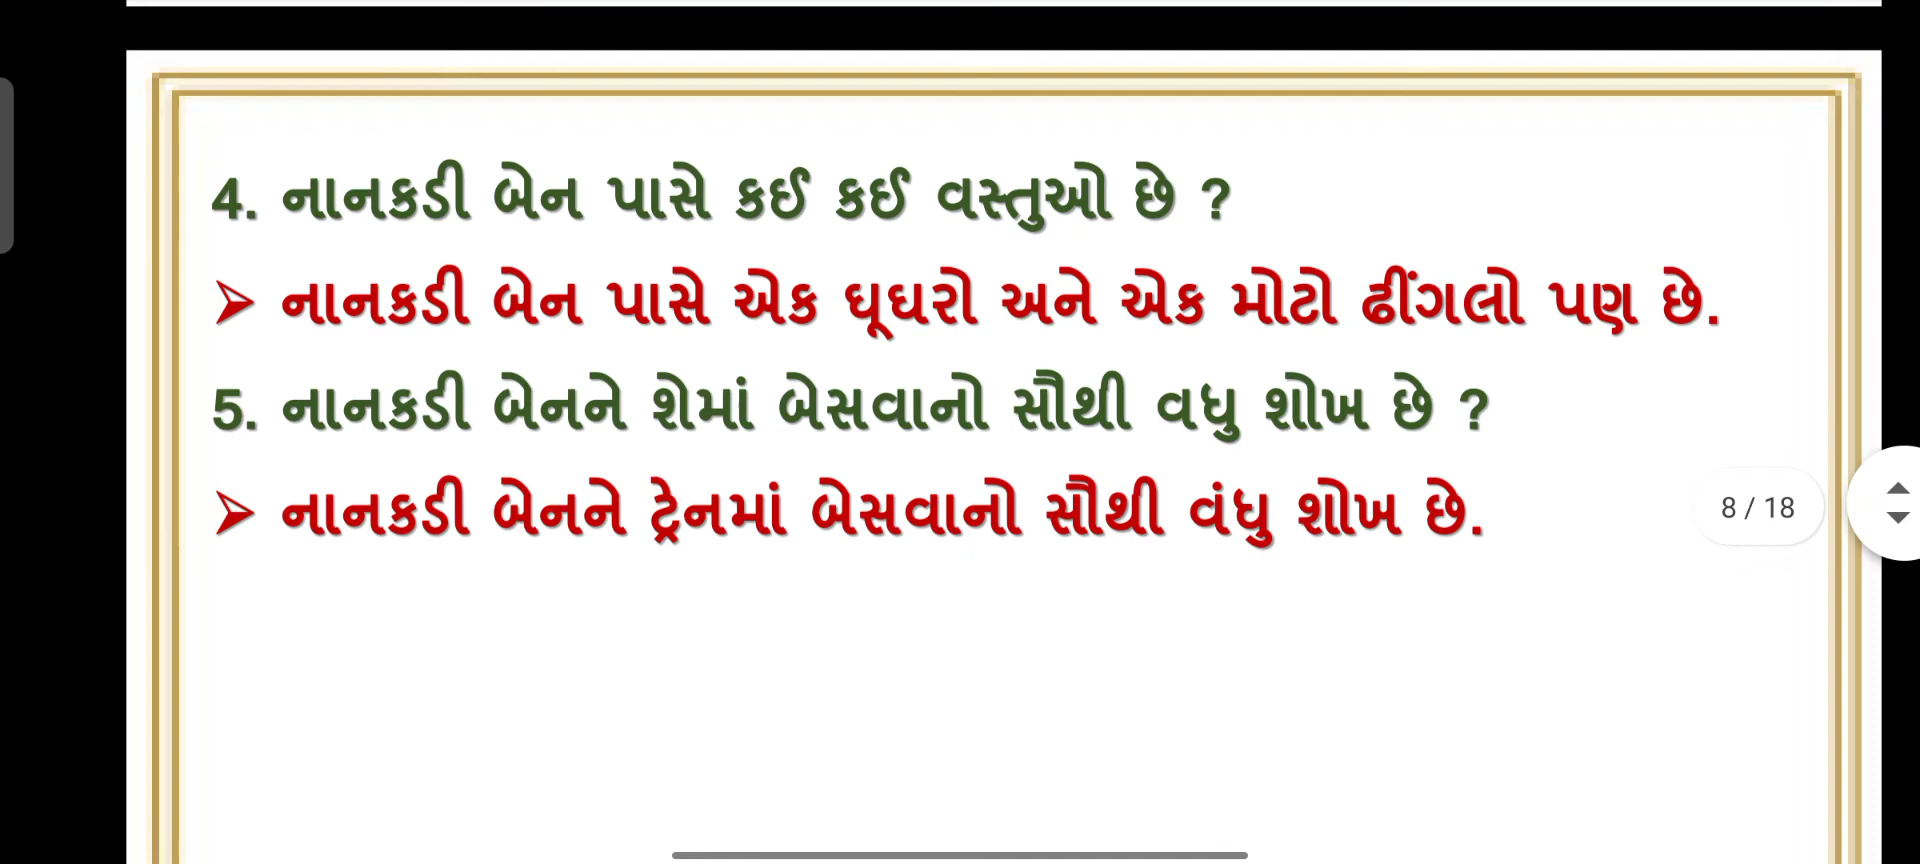 4. નાનકડી બેન પાસે કઈ કઈ વસ્તુઓ છે ?
➢ નાનકડી બેન પાસે એક ઘૂઘરો અને એક મોટો ઢીંગલો પણ છે.
5. નાનકડી બેનને શેમાં બેસવાનો સૌથી વધુ શોખ છે ?
➢ નાનકડી બેનને ટ્રેનમાં બેસવાનો સૌથી વંધુ શોખ છે.
8 / 18